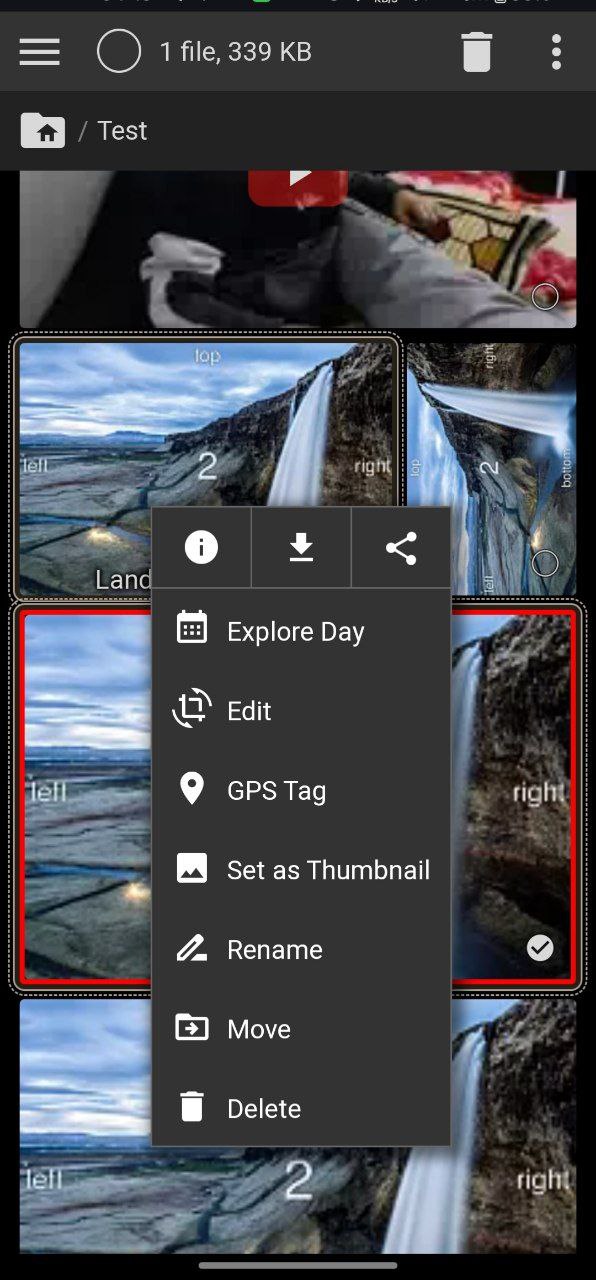 1 file, 339 KB
/ Test
top
left
2
right
Land
right
top
2
bottom
left
Explore Day
Edit
GPS Tag
left
right
Set as Thumbnail
Rename
Move
Delete
left
2
right